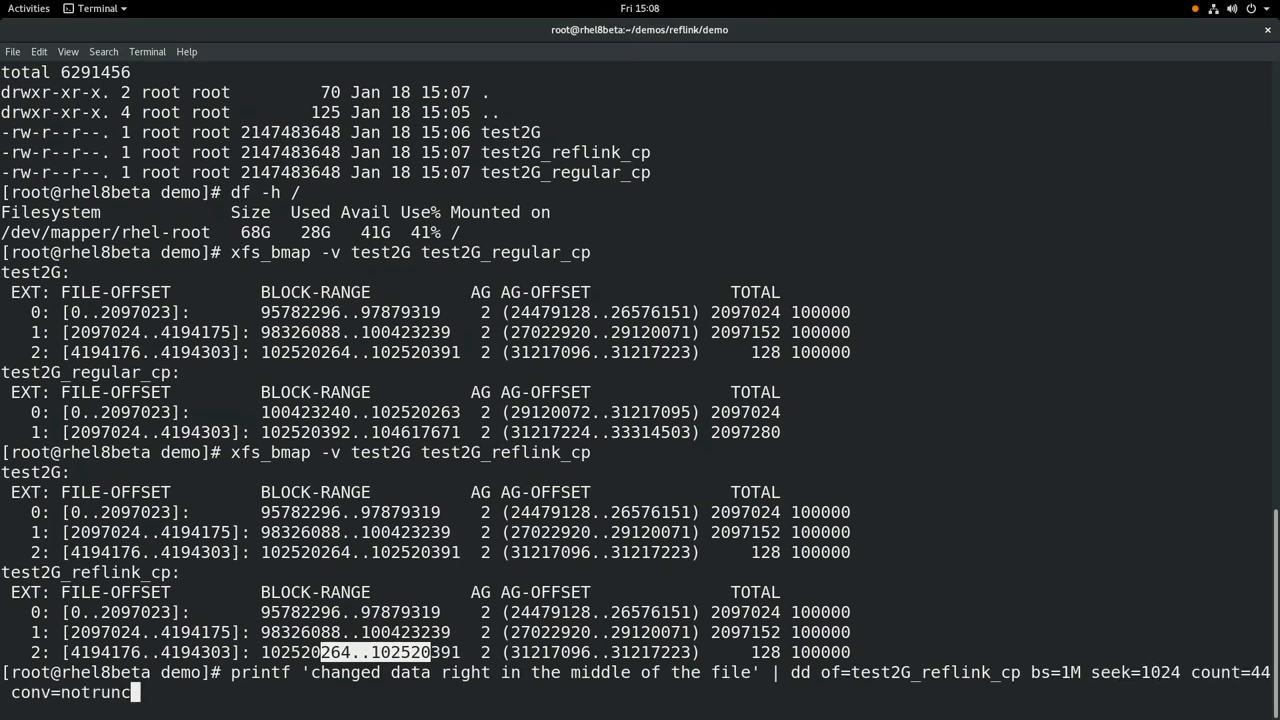 Activities Terminal Fri 15:08
root@rhel8beta:~/demos/reflink/demo ×
File Edit View Search Terminal Help
total 6291456
drwxr-xr-x. 2 root root         70 Jan 18 15:07 .
drwxr-xr-x. 4 root root        125 Jan 18 15:05 ..
-rw-r--r--. 1 root root 2147483648 Jan 18 15:06 test2G
-rw-r--r--. 1 root root 2147483648 Jan 18 15:07 test2G_reflink_cp
-rw-r--r--. 1 root root 2147483648 Jan 18 15:07 test2G_regular_cp
[root@rhel8beta demo]# df -h /
Filesystem             Size  Used Avail Use% Mounted on
/dev/mapper/rhel-root   68G   28G   41G  41% /
[root@rhel8beta demo]# xfs_bmap -v test2G test2G_regular_cp
test2G:
 EXT: FILE-OFFSET         BLOCK-RANGE          AG AG-OFFSET              TOTAL
   0: [0..2097023]:       95782296..97879319    2 (24479128..26576151) 2097024 100000
   1: [2097024..4194175]: 98326088..100423239   2 (27022920..29120071) 2097152 100000
   2: [4194176..4194303]: 102520264..102520391  2 (31217096..31217223)     128 100000
test2G_regular_cp:
 EXT: FILE-OFFSET         BLOCK-RANGE          AG AG-OFFSET              TOTAL
   0: [0..2097023]:       100423240..102520263  2 (29120072..31217095) 2097024
   1: [2097024..4194303]: 102520392..104617671  2 (31217224..33314503) 2097280
[root@rhel8beta demo]# xfs_bmap -v test2G test2G_reflink_cp
test2G:
 EXT: FILE-OFFSET         BLOCK-RANGE          AG AG-OFFSET              TOTAL
   0: [0..2097023]:       95782296..97879319    2 (24479128..26576151) 2097024 100000
   1: [2097024..4194175]: 98326088..100423239   2 (27022920..29120071) 2097152 100000
   2: [4194176..4194303]: 102520264..102520391  2 (31217096..31217223)     128 100000
test2G_reflink_cp:
 EXT: FILE-OFFSET         BLOCK-RANGE          AG AG-OFFSET              TOTAL
   0: [0..2097023]:       95782296..97879319    2 (24479128..26576151) 2097024 100000
   1: [2097024..4194175]: 98326088..100423239   2 (27022920..29120071) 2097152 100000
   2: [4194176..4194303]: 102520264..102520391  2 (31217096..31217223)     128 100000
[root@rhel8beta demo]# printf 'changed data right in the middle of the file' | dd of=test2G_reflink_cp bs=1M seek=1024 count=44
 conv=notrunc